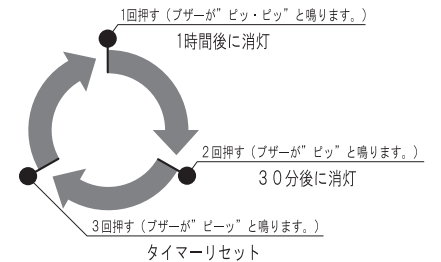 1回押す（ブザーが”ピッ・ピッ”と鳴ります。）
1時間後に消灯
2回押す（ブザーが”ピッ”と鳴ります。）
３０分後に消灯
3回押す（ブザーが”ピーッ”と鳴ります。）
タイマーリセット